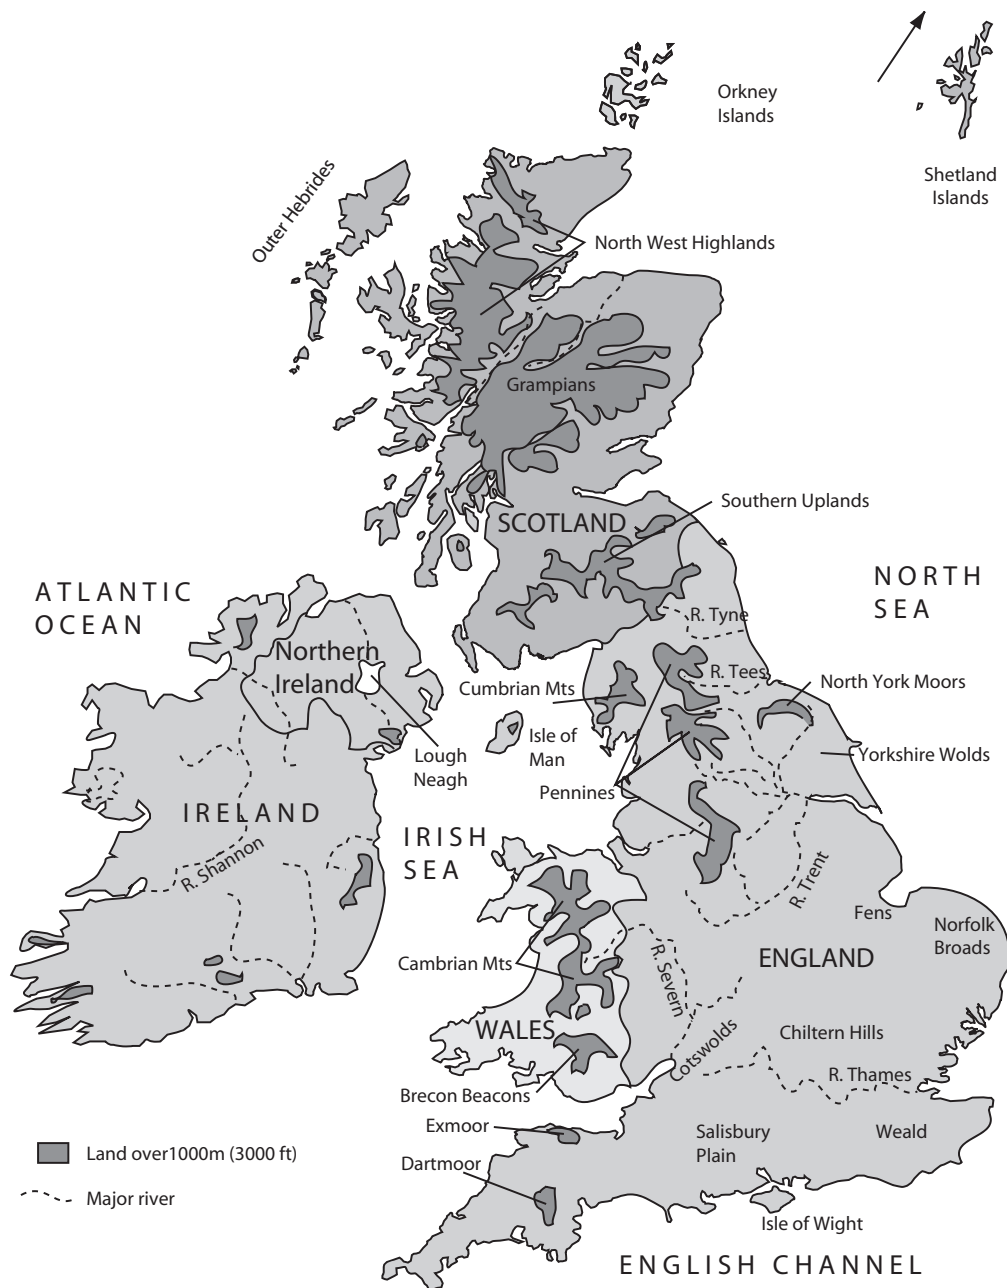 Orkney
Islands
Shetland
Islands
Outer Hebrides
North West Highlands
Grampians
Southern Uplands
SCOTLAND
ATLANTIC
OCEAN
NORTH
SEA
R. Tyne
Northern
Ireland
R. Tees
Cumbrian Mts
North York Moors
Isle of
Man
Lough
Neagh
Yorkshire Wolds
Pennines
IRELAND
IRISH
SEA
R. Shannon
R. Trent
Fens
Norfolk
Broads
Cambrian Mts
R. Severn
ENGLAND
WALES
Cotswolds
Chiltern Hills
R. Thames
Brecon Beacons
Exmoor
Salisbury
Plain
Weald
Land over1000m (3000 ft)
Dartmoor
Major river
Isle of Wight
ENGLISH CHANNEL